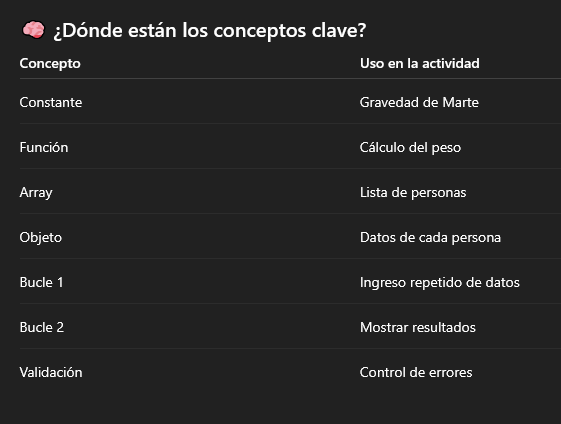 🧠 ¿Dónde están los conceptos clave?
Concepto Uso en la actividad
Constante Gravedad de Marte
Función Cálculo del peso
Array Lista de personas
Objeto Datos de cada persona
Bucle 1 Ingreso repetido de datos
Bucle 2 Mostrar resultados
Validación Control de errores